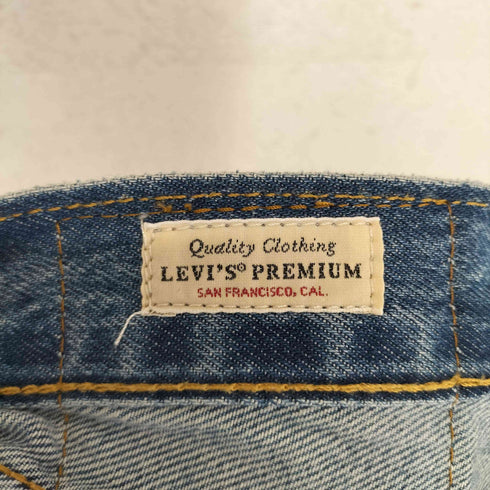 Quality Clothing
LEVI'S® PREMIUM
SAN FRANCISCO, CAL.